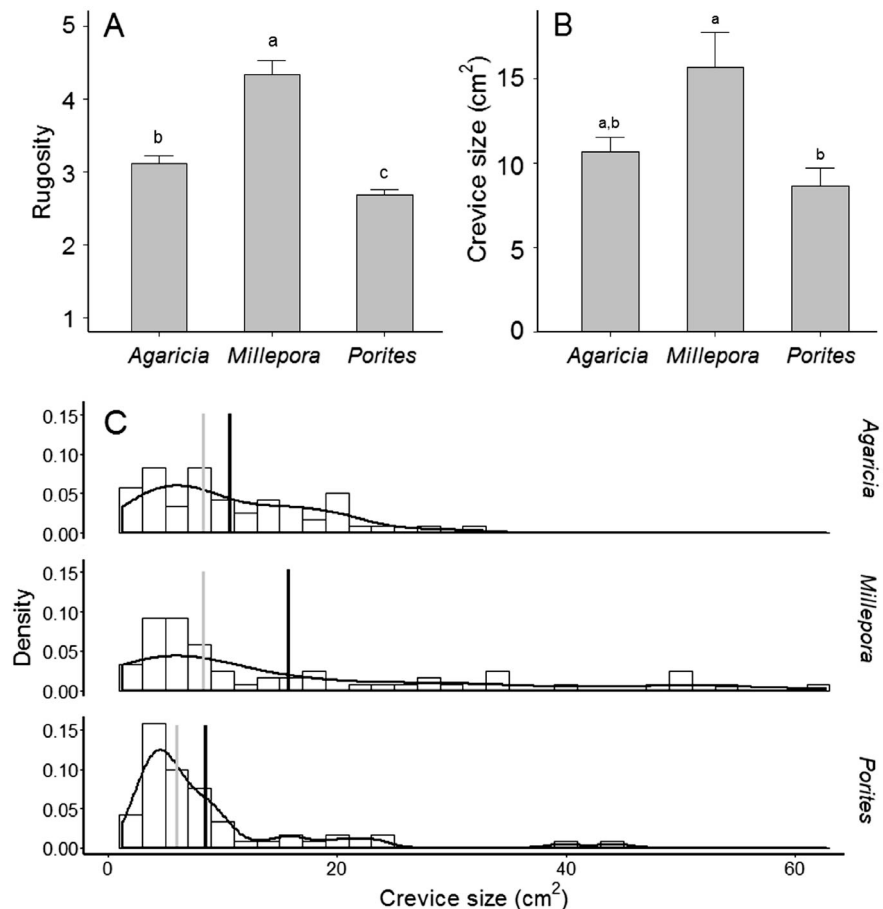 A
B
5
4
3
2
1
Rugosity
b
a
c
Agaricia Millepora Porites
15
10
5
0
Crevice size (cm²)
a,b
a
b
Agaricia Millepora Porites
C
0.15
0.10
0.05
0.00
Agaricia
0.15
0.10
0.05
0.00
Millepora
Density
0.15
0.10
0.05
0.00
Porites
0 20 40 60
Crevice size (cm²)